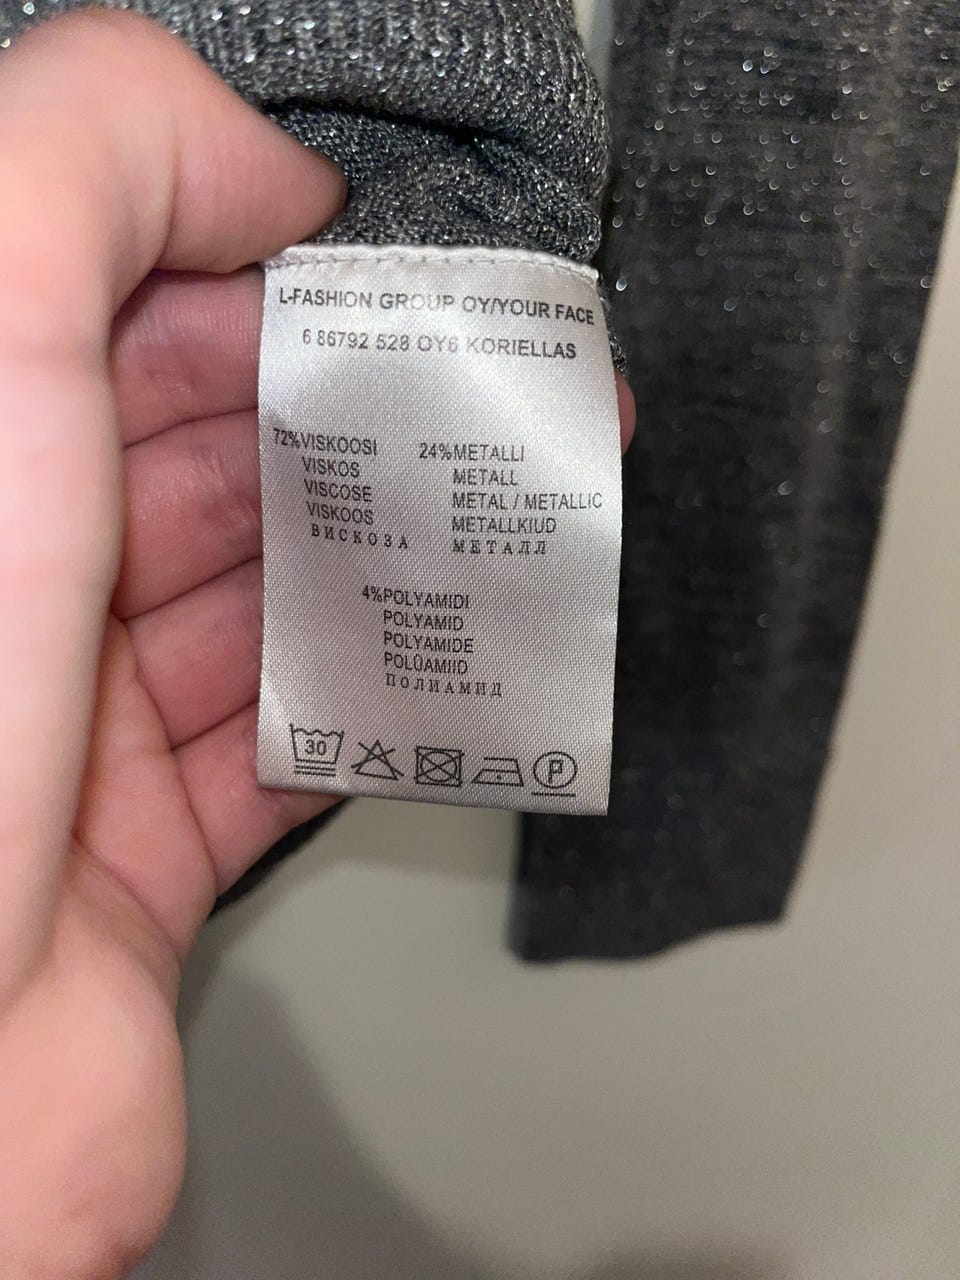 L-FASHION GROUP OY/YOUR FACE
6 86792 528 OY6 KORIELLAS
72%VISKOOSI
VISKOS
VISCOSE
VISKOOS
ВИСКОЗА
24%METALLI
METALL
METAL / METALLIC
METALLKIUD
МЕТАЛЛ
4%POLYAMIDI
POLYAMID
POLYAMIDE
POLÜAMIID
ПОЛИАМИД
30
P